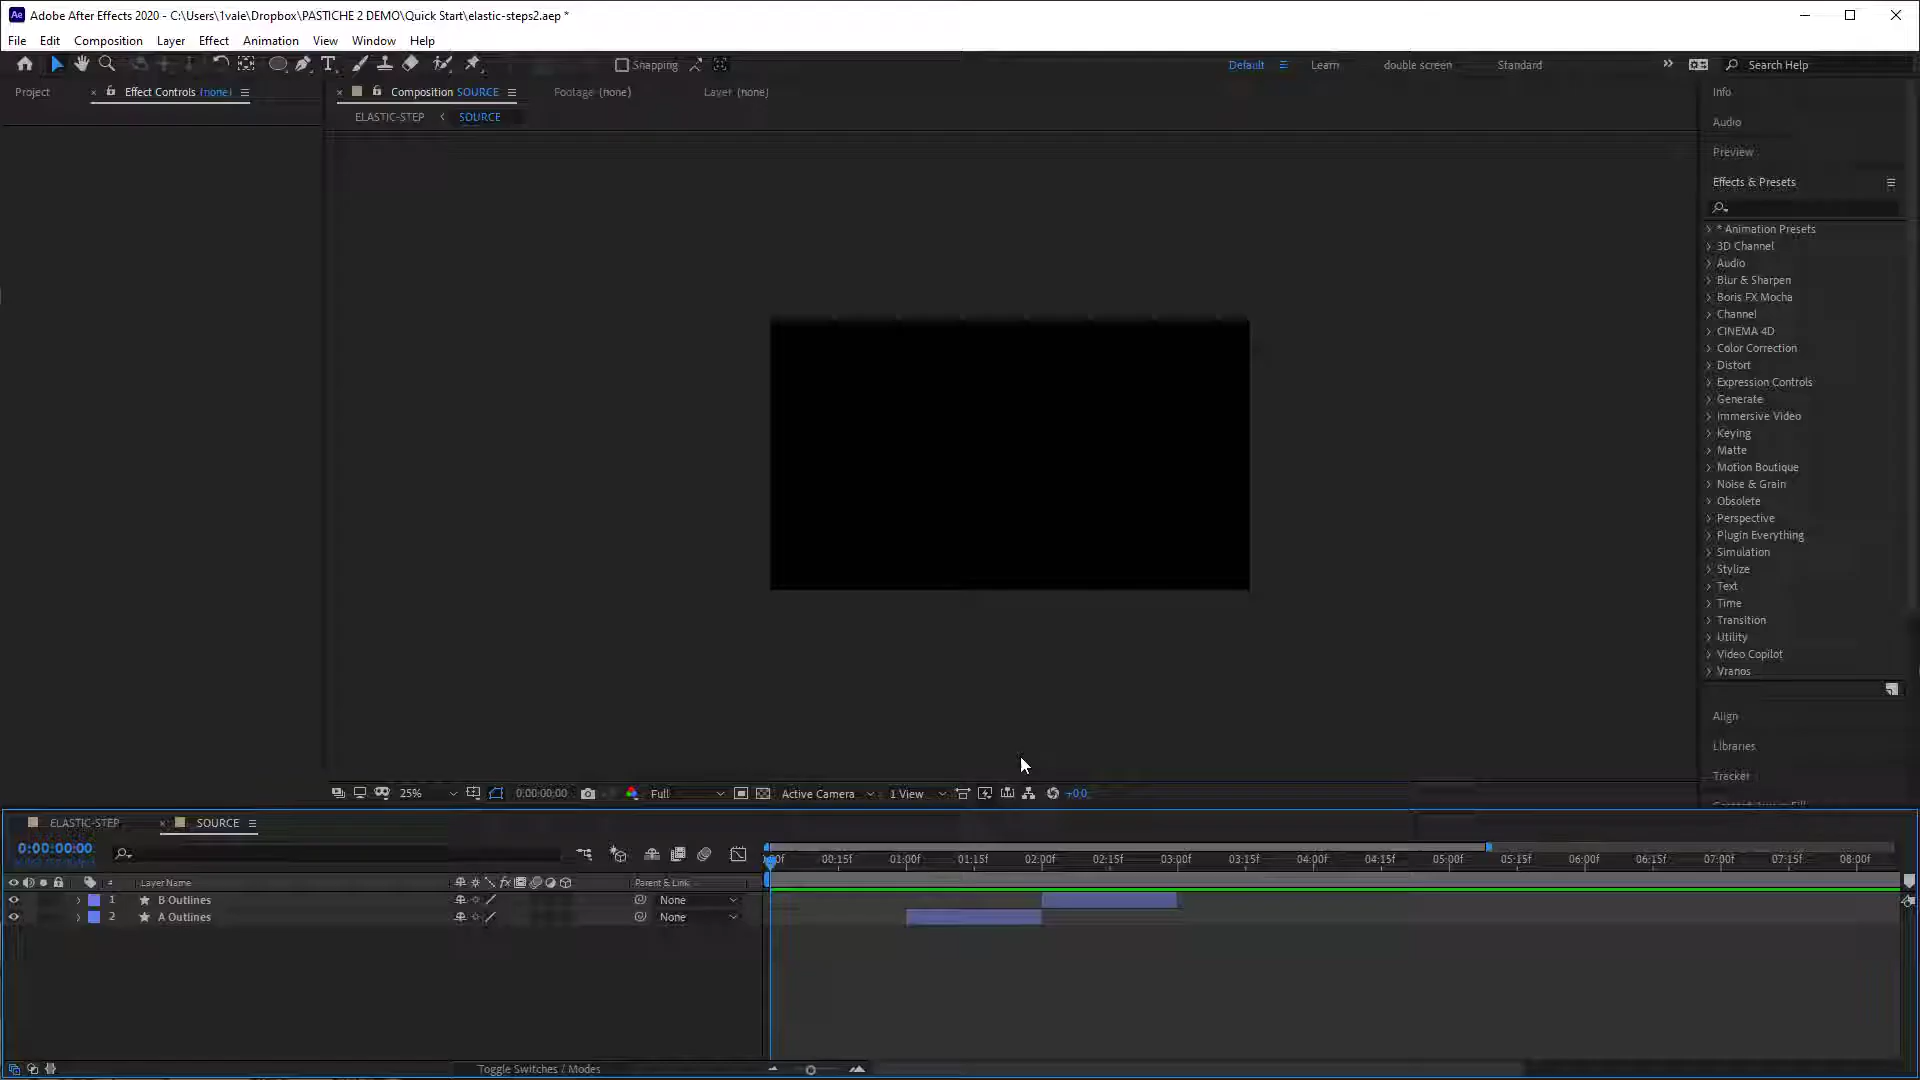 Adobe After Effects 2020 - C:\Users\1vale\Dropbox\PASTICHE 2 DEMO\Quick Start\elastic-steps2.aep *
File Edit Composition Layer Effect Animation View Window Help
Snapping Default Learn double screen Standard Search Help
Project Effect Controls (none) Composition SOURCE Footage (none) Layer (none)
ELASTIC-STEP SOURCE
Info
Audio
Preview
Effects & Presets
* Animation Presets
3D Channel
Audio
Blur & Sharpen
Boris FX Mocha
Channel
CINEMA 4D
Color Correction
Distort
Expression Controls
Generate
Immersive Video
Keying
Matte
Motion Boutique
Noise & Grain
Obsolete
Perspective
Plugin Everything
Simulation
Stylize
Text
Time
Transition
Utility
Video Copilot
Vranos
Align
Libraries
Tracker
25% 0:00:00:00 Full Active Camera 1 View +0.0
ELASTIC-STEP SOURCE
0:00:00:00
00:15f 01:00f 01:15f 02:00f 02:15f 03:00f 03:15f 04:00f 04:15f 05:00f 05:15f 06:00f 06:15f 07:00f 07:15f 08:00f
# Layer Name Parent & Link
1 B Outlines None
2 A Outlines None
Toggle Switches / Modes